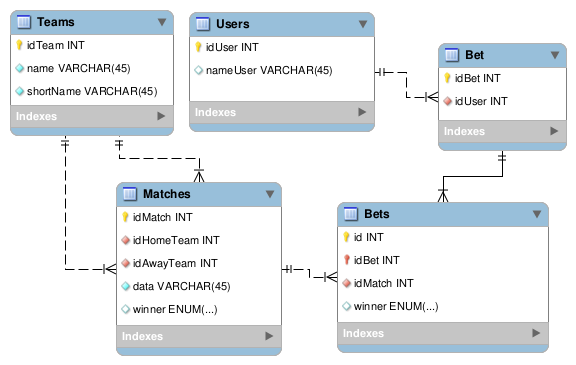 Teams
idTeam INT
name VARCHAR(45)
shortName VARCHAR(45)
Indexes
Users
idUser INT
nameUser VARCHAR(45)
Indexes
Bet
idBet INT
idUser INT
Indexes
Matches
idMatch INT
idHomeTeam INT
idAwayTeam INT
data VARCHAR(45)
winner ENUM(...)
Indexes
Bets
id INT
idBet INT
idMatch INT
winner ENUM(...)
Indexes